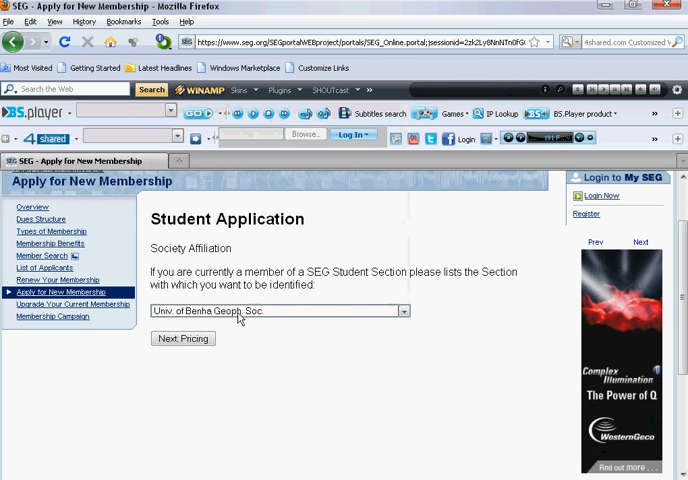 SEG - Apply for New Membership - Mozilla Firefox
File Edit View History Bookmarks Tools Help
https://www.seg.org/SEGportalWEBproject/portals/SEG_Online.portal;jsessionid=2zk2Ly8NnNTn0fG 4shared.com Customized W
Most Visited Getting Started Latest Headlines Windows Marketplace Customize Links
Search the Web Search WINAMP Skins Plugins SHOUTcast
BS.player GO Subtitles search Games IP Lookup BS.Player product
4 shared Browse... Log In Login
SEG - Apply for New Membership
Apply for New Membership
Login to My SEG
Login Now
Register
Overview
Dues Structure
Types of Membership
Membership Benefits
Member Search
List of Applicants
Renew Your Membership
Apply for New Membership
Upgrade Your Current Membership
Membership Campaign
Student Application
Society Affiliation
If you are currently a member of a SEG Student Section please lists the Section
with which you want to be identified:
Univ. of Benha Geoph. Soc.
Next Pricing
Prev Next
Complex
Illumination
The Power of Q
WesternGeco
Find out more ...